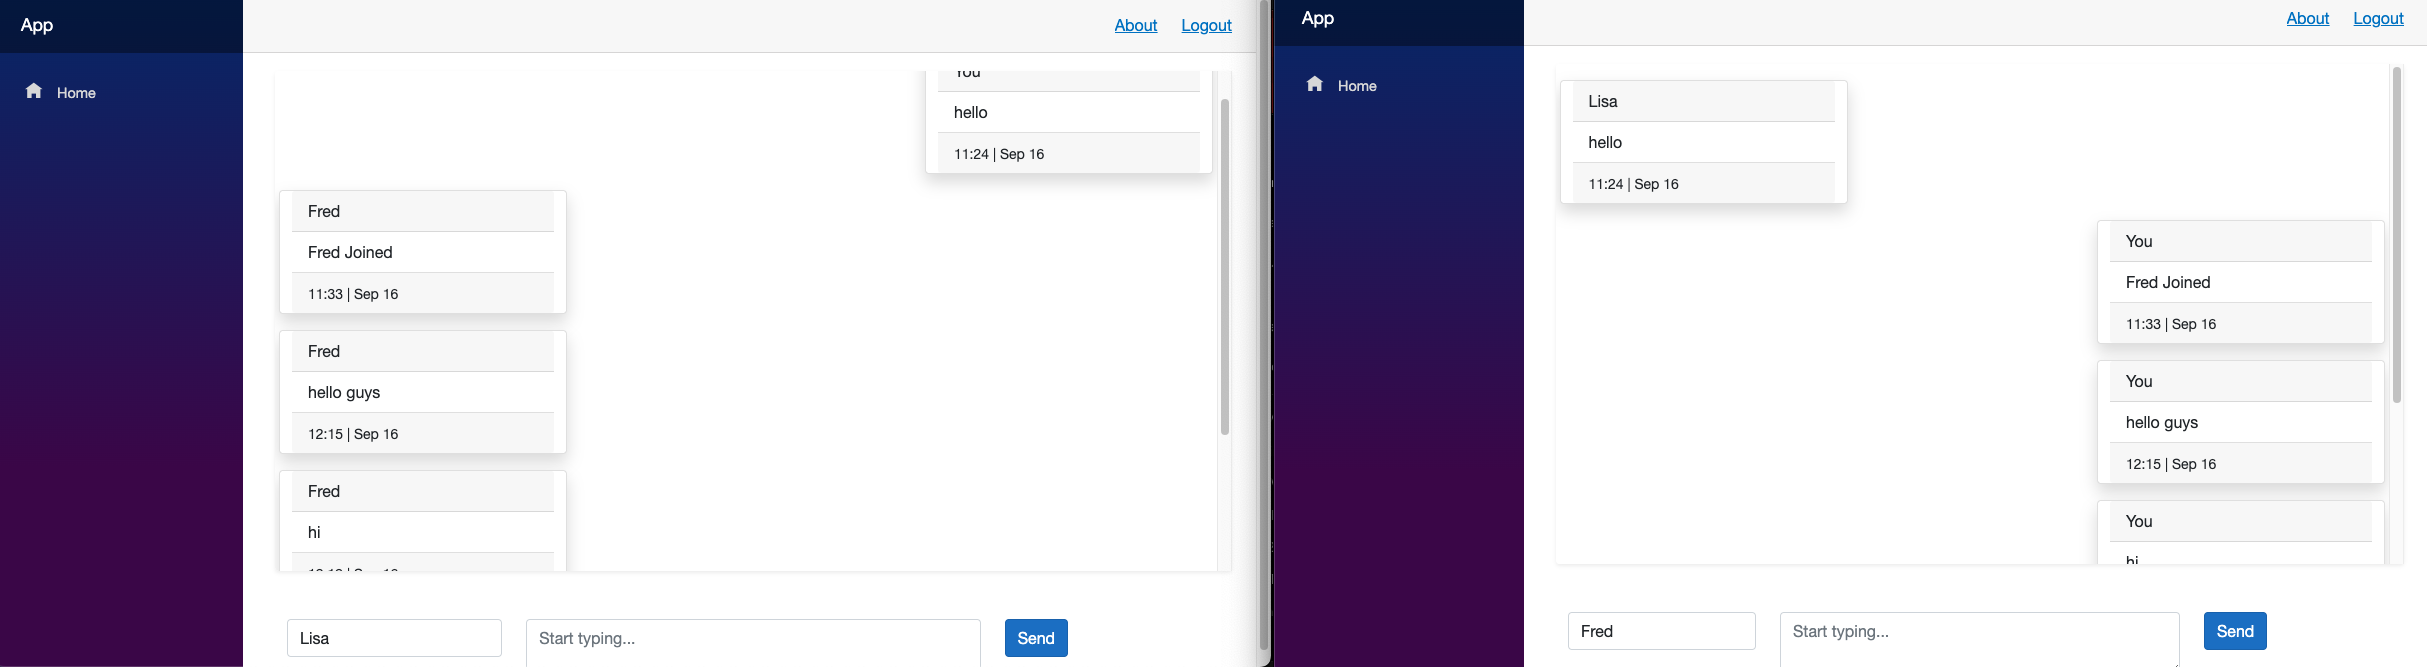 App
About Logout
Home
You
hello
11:24 | Sep 16
Fred
Fred Joined
11:33 | Sep 16
Fred
hello guys
12:15 | Sep 16
Fred
hi
Lisa
Start typing...
Send
App
About Logout
Home
Lisa
hello
11:24 | Sep 16
You
Fred Joined
11:33 | Sep 16
You
hello guys
12:15 | Sep 16
You
hi
Fred
Start typing...
Send